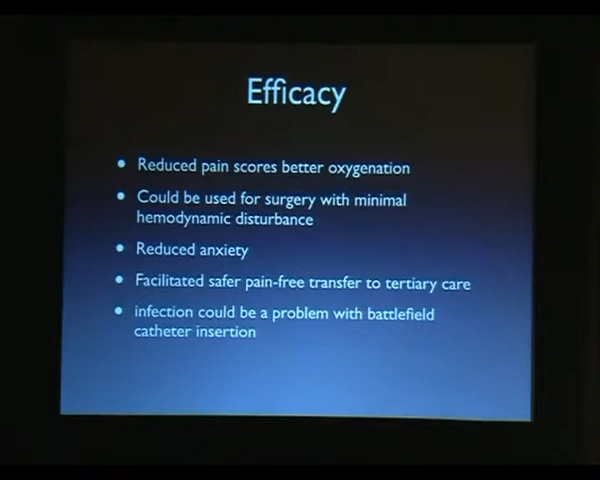 Efficacy
Reduced pain scores better oxygenation
Could be used for surgery with minimal
hemodynamic disturbance
Reduced anxiety
Facilitated safer pain-free transfer to tertiary care
infection could be a problem with battlefield
catheter insertion